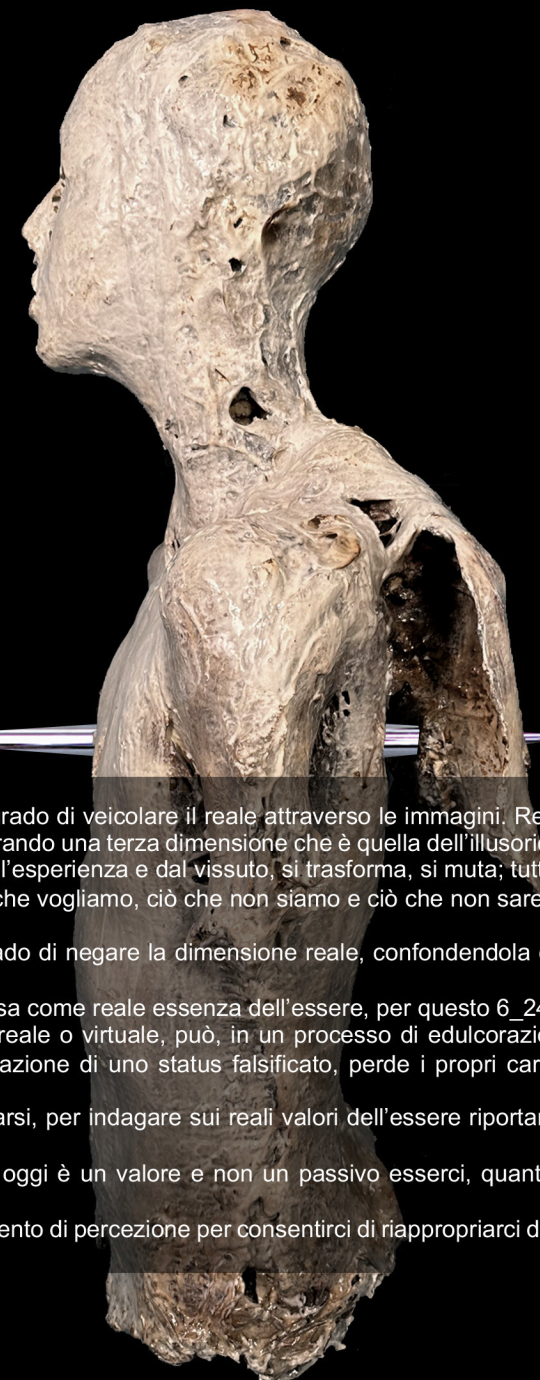 rado di veicolare il reale attraverso le immagini. Re
rando una terza dimensione che è quella dell'illusorie
l'esperienza e dal vissuto, si trasforma, si muta; tutt
che vogliamo, ciò che non siamo e ciò che non sare
ado di negare la dimensione reale, confondendola
sa come reale essenza dell'essere, per questo 6_24
reale o virtuale, può, in un processo di edulcorazio
azione di uno status falsificato, perde i propri car
arsi, per indagare sui reali valori dell'essere riportar
oggi è un valore e non un passivo esserci, quant
ento di percezione per consentirci di riappropriarci d